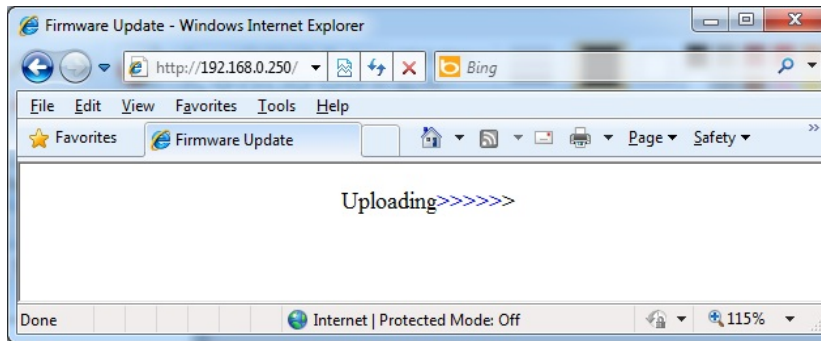 Firmware Update - Windows Internet Explorer
http://192.168.0.250/ Bing
File Edit View Favorites Tools Help
Favorites Firmware Update Page Safety »
Uploading>>>>>>
Done Internet | Protected Mode: Off 115%